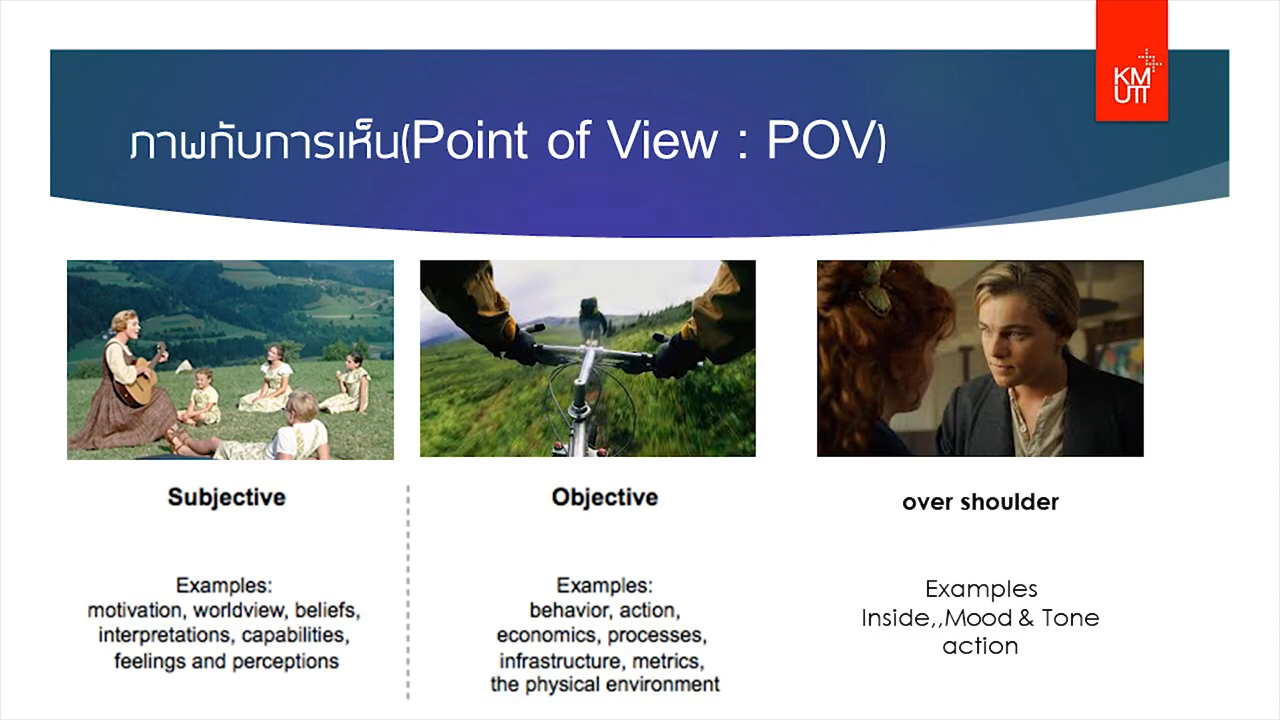 KM
UTT
ภาพกับการเห็น(Point of View : POV)
Subjective
Examples:
motivation, worldview, beliefs,
interpretations, capabilities,
feelings and perceptions
Objective
Examples:
behavior, action,
economics, processes,
infrastructure, metrics,
the physical environment
over shoulder
Examples
Inside,,Mood & Tone
action